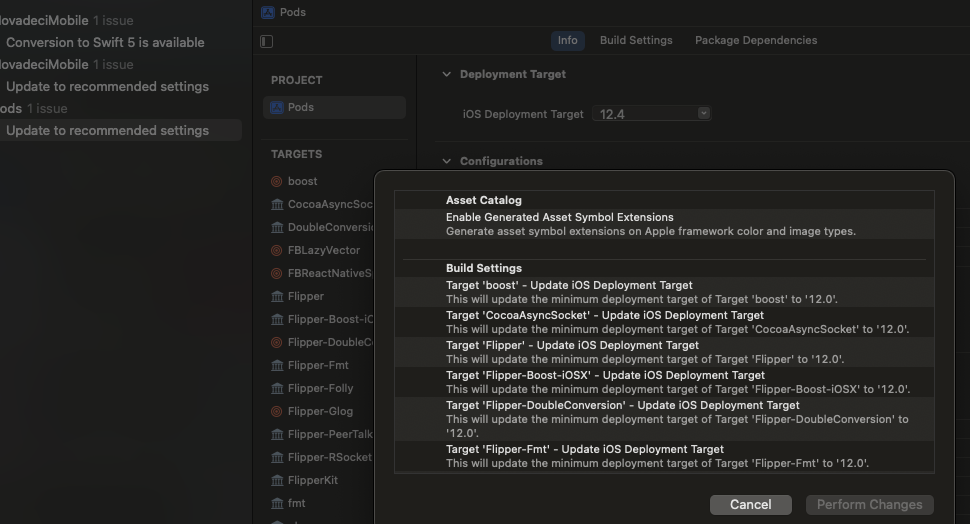 NovadeciMobile 1 issue
Conversion to Swift 5 is available
NovadeciMobile 1 issue
Update to recommended settings
Pods 1 issue
Update to recommended settings
Pods
Info
Build Settings
Package Dependencies
PROJECT
Pods
TARGETS
boost
CocoaAsyncSoc
DoubleConversi
FBLazyVector
FBReactNativeS
Flipper
Flipper-Boost-iO
Flipper-DoubleC
Flipper-Fmt
Flipper-Folly
Flipper-Glog
Flipper-PeerTalk
Flipper-RSocket
FlipperKit
fmt
Deployment Target
iOS Deployment Target 12.4
Configurations
Asset Catalog
Enable Generated Asset Symbol Extensions
Generate asset symbol extensions on Apple framework color and image types.
Build Settings
Target 'boost' - Update iOS Deployment Target
This will update the minimum deployment target of Target 'boost' to '12.0'.
Target 'CocoaAsyncSocket' - Update iOS Deployment Target
This will update the minimum deployment target of Target 'CocoaAsyncSocket' to '12.0'.
Target 'Flipper' - Update iOS Deployment Target
This will update the minimum deployment target of Target 'Flipper' to '12.0'.
Target 'Flipper-Boost-iOSX' - Update iOS Deployment Target
This will update the minimum deployment target of Target 'Flipper-Boost-iOSX' to '12.0'.
Target 'Flipper-DoubleConversion' - Update iOS Deployment Target
This will update the minimum deployment target of Target 'Flipper-DoubleConversion' to
'12.0'.
Target 'Flipper-Fmt' - Update iOS Deployment Target
This will update the minimum deployment target of Target 'Flipper-Fmt' to '12.0'.
Cancel
Perform Changes